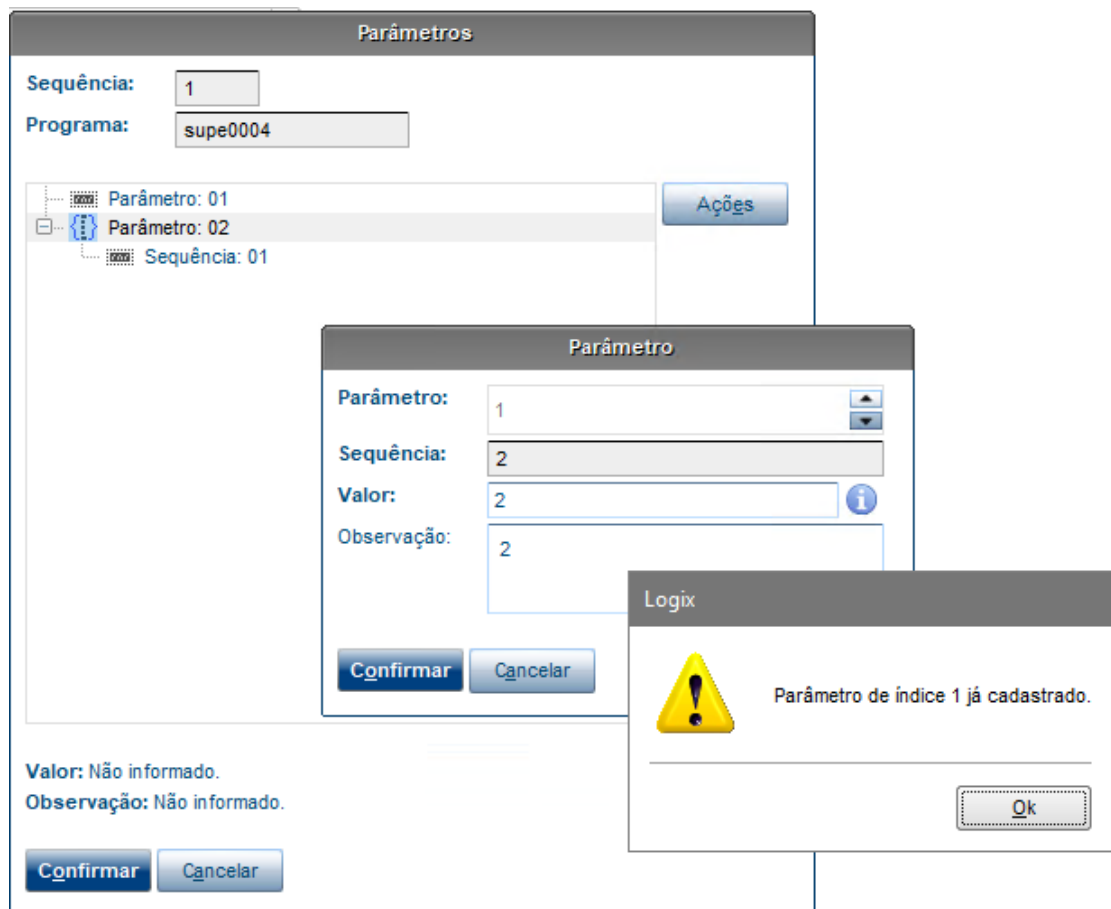 Parâmetros
Sequência: 1
Programa: supe0004
Parâmetro: 01
Ações
Parâmetro: 02
Sequência: 01
Parâmetro
Parâmetro: 1
Sequência: 2
Valor: 2
Observação: 2
Confirmar Cancelar
Logix
Parâmetro de índice 1 já cadastrado.
Ok
Valor: Não informado.
Observação: Não informado.
Confirmar Cancelar